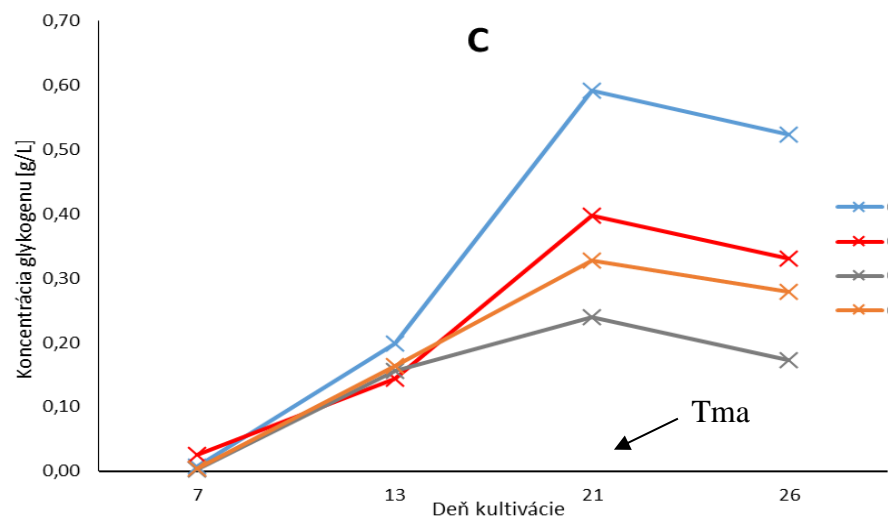 C
0,70
0,60
0,50
0,40
0,30
0,20
0,10
0,00
Koncentrácia glykogenu [g/L]
Tma
7 13 21 26
Deň kultivácie